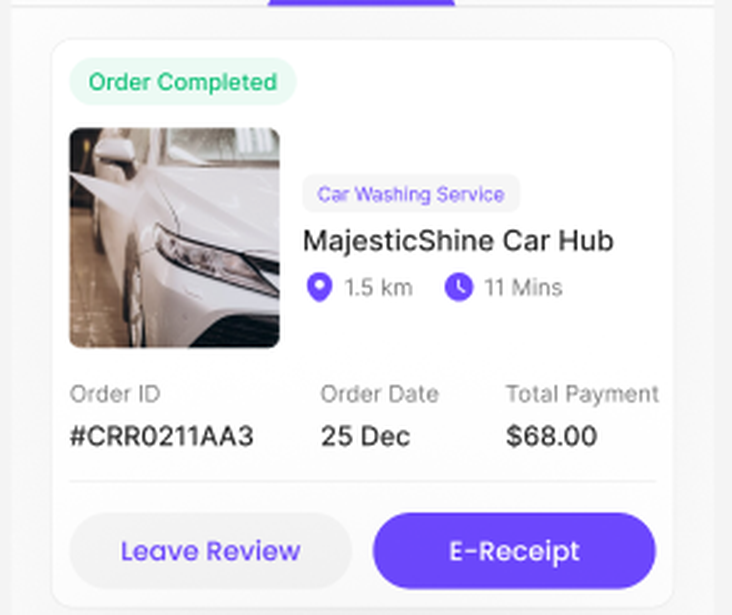 Order Completed
Car Washing Service
MajesticShine Car Hub
1.5 km 11 Mins
Order ID Order Date Total Payment
#CRR0211AA3 25 Dec $68.00
Leave Review E-Receipt